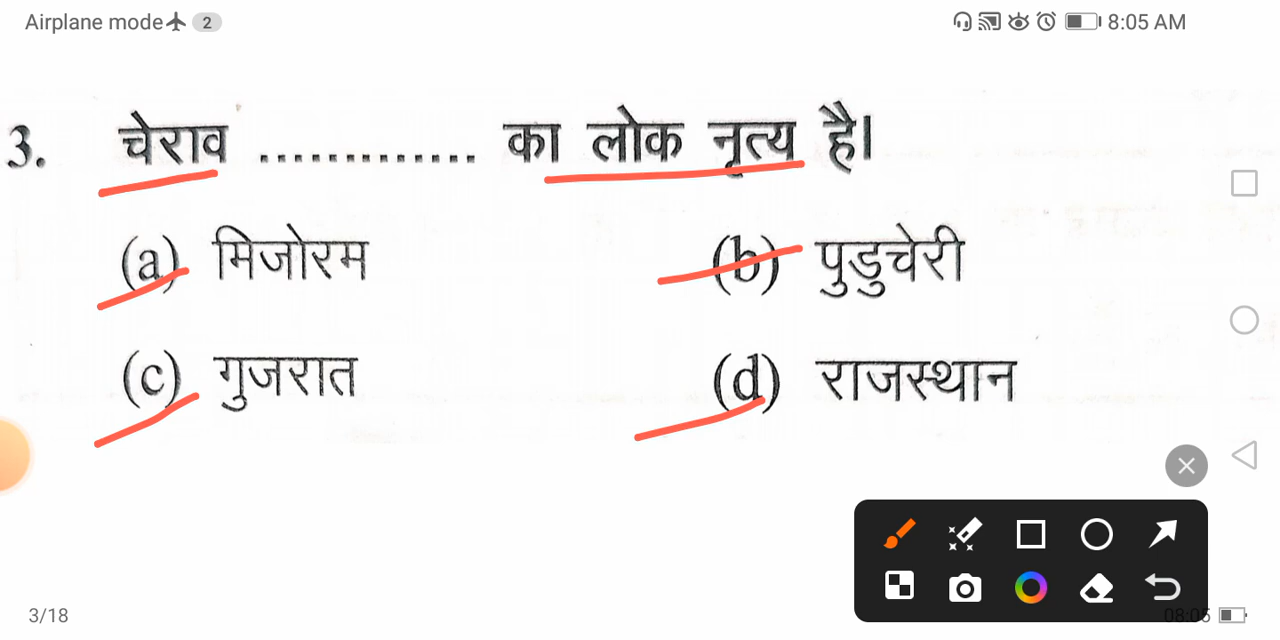 Airplane mode 2 8:05 AM
3. चेराव ............. का लोक नृत्य है।
(a) मिजोरम (b) पुडुचेरी
(c) गुजरात (d) राजस्थान
3/18 08:05